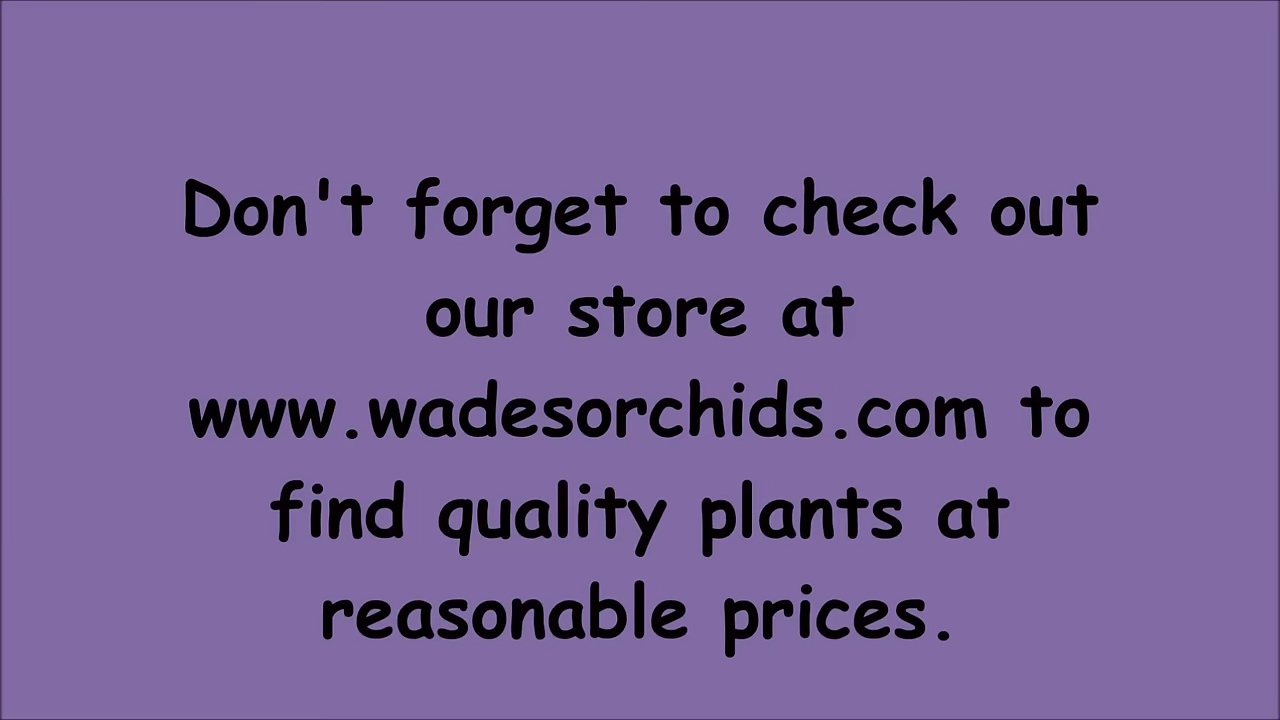 Don't forget to check out
our store at
www.wadesorchids.com to
find quality plants at
reasonable prices.